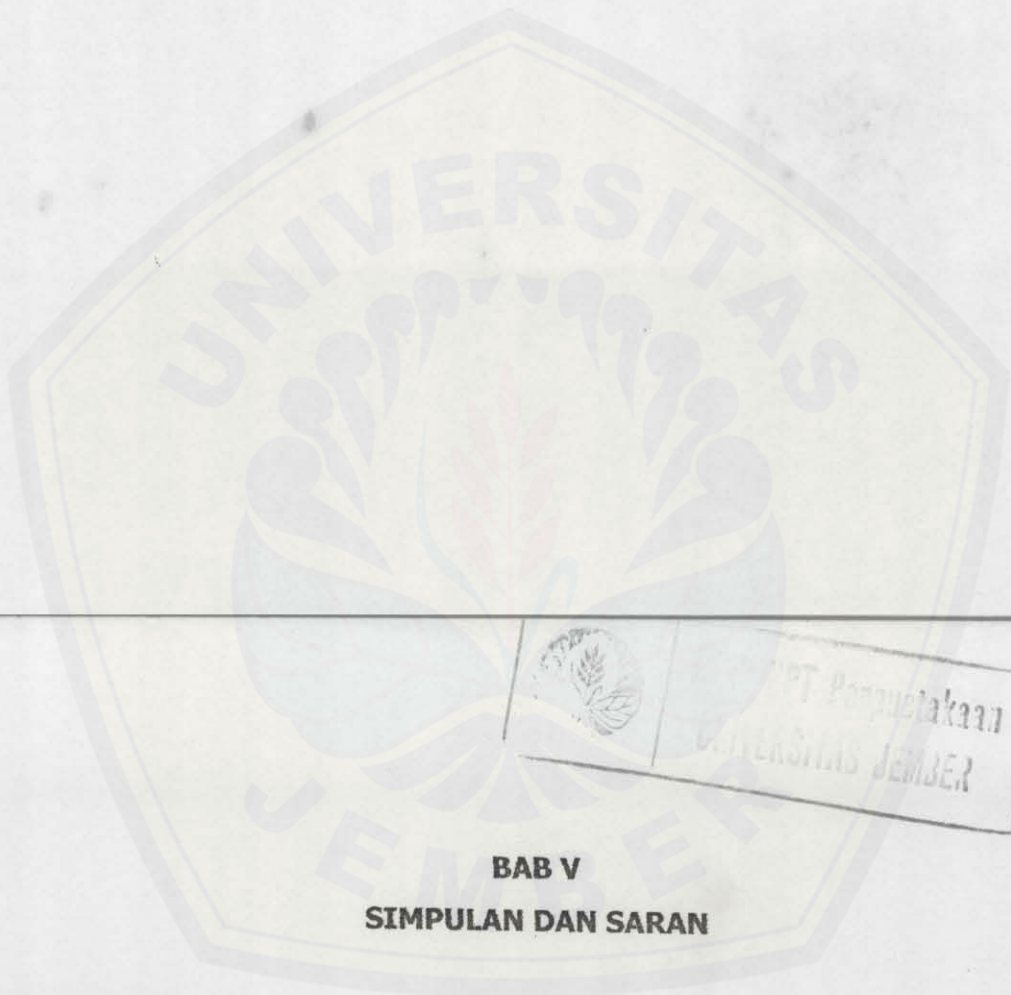 UNIVERSITAS
UPT Perpustakaan
UNIVERSITAS JEMBER
JEMBER
BAB V
SIMPULAN DAN SARAN